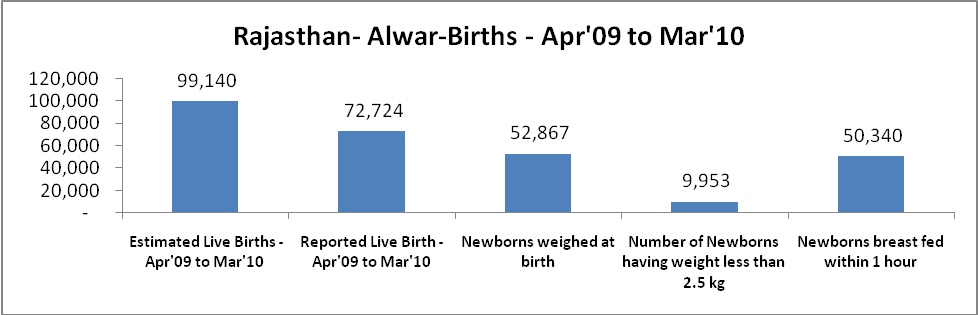 Rajasthan- Alwar-Births - Apr'09 to Mar'10
120,000
100,000
80,000
60,000
40,000
20,000
-
99,140
72,724
52,867
9,953
50,340
Estimated Live Births -
Apr'09 to Mar'10
Reported Live Birth -
Apr'09 to Mar'10
Newborns weighed at
birth
Number of Newborns
having weight less than
2.5 kg
Newborns breast fed
within 1 hour